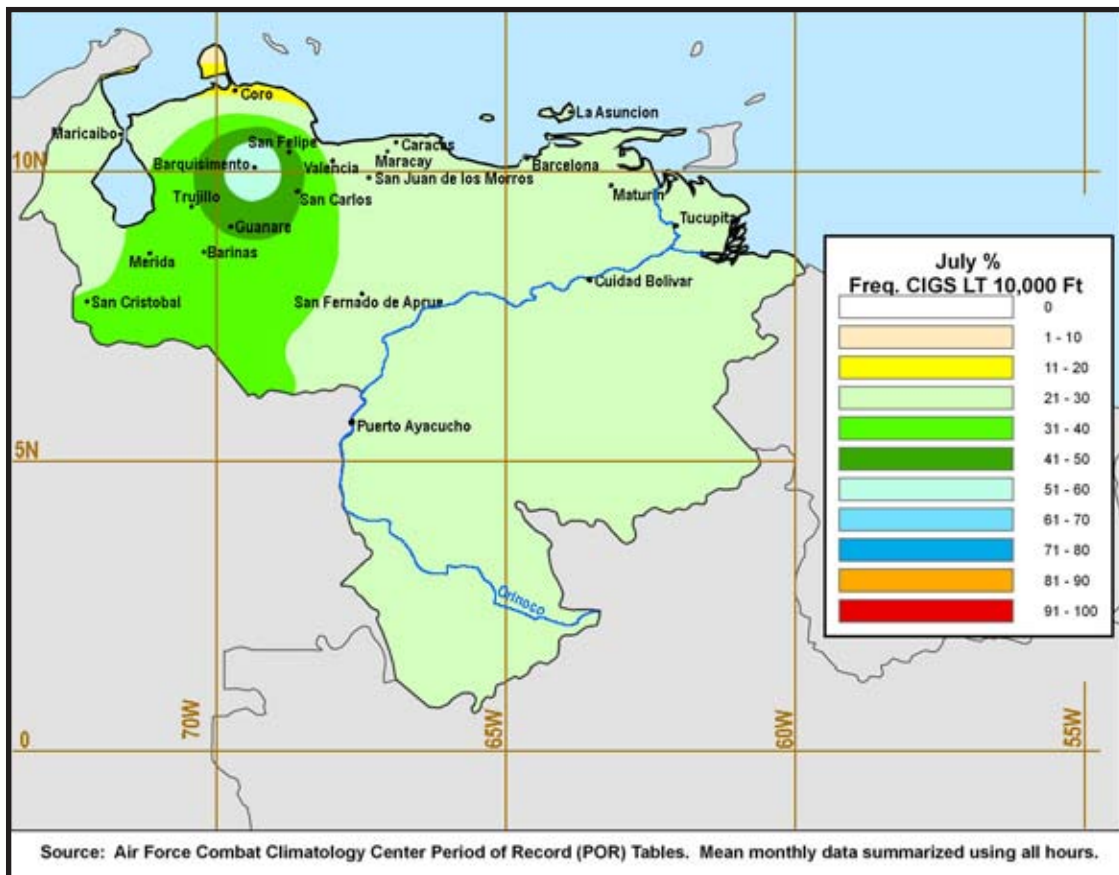 Coro
La Asuncion
Maricaibo
San Felipe
Caracas
10N
Barquisimento
Valencia
Maracay
Barcelona
San Juan de los Morros
Trujillo
San Carlos
Maturin
Guanare
Tucupita
Merida
Barinas
Cuidad Bolivar
San Cristobal
San Fernado de Aprue
Puerto Ayacucho
5N
Orinoco
70W
65W
60W
55W
0
July %
Freq. CIGS LT 10,000 Ft
0
1 - 10
11 - 20
21 - 30
31 - 40
41 - 50
51 - 60
61 - 70
71 - 80
81 - 90
91 - 100
Source: Air Force Combat Climatology Center Period of Record (POR) Tables. Mean monthly data summarized using all hours.